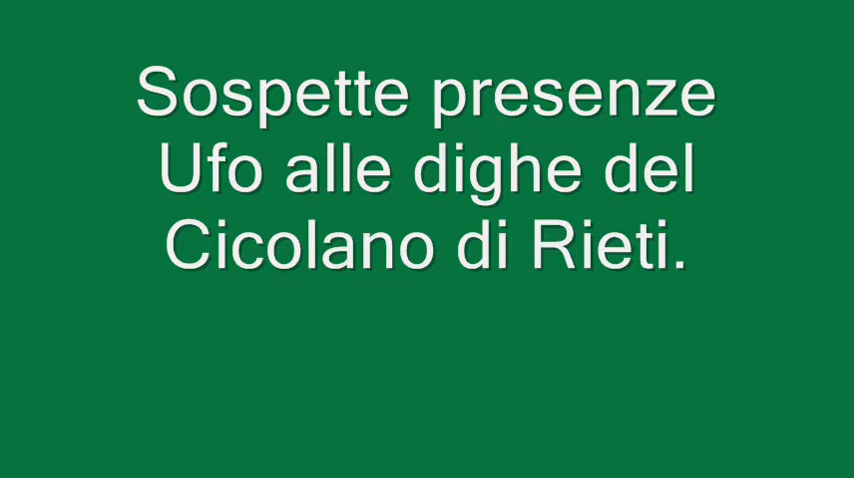 Sospette presenze
Ufo alle dighe del
Cicolano di Rieti.